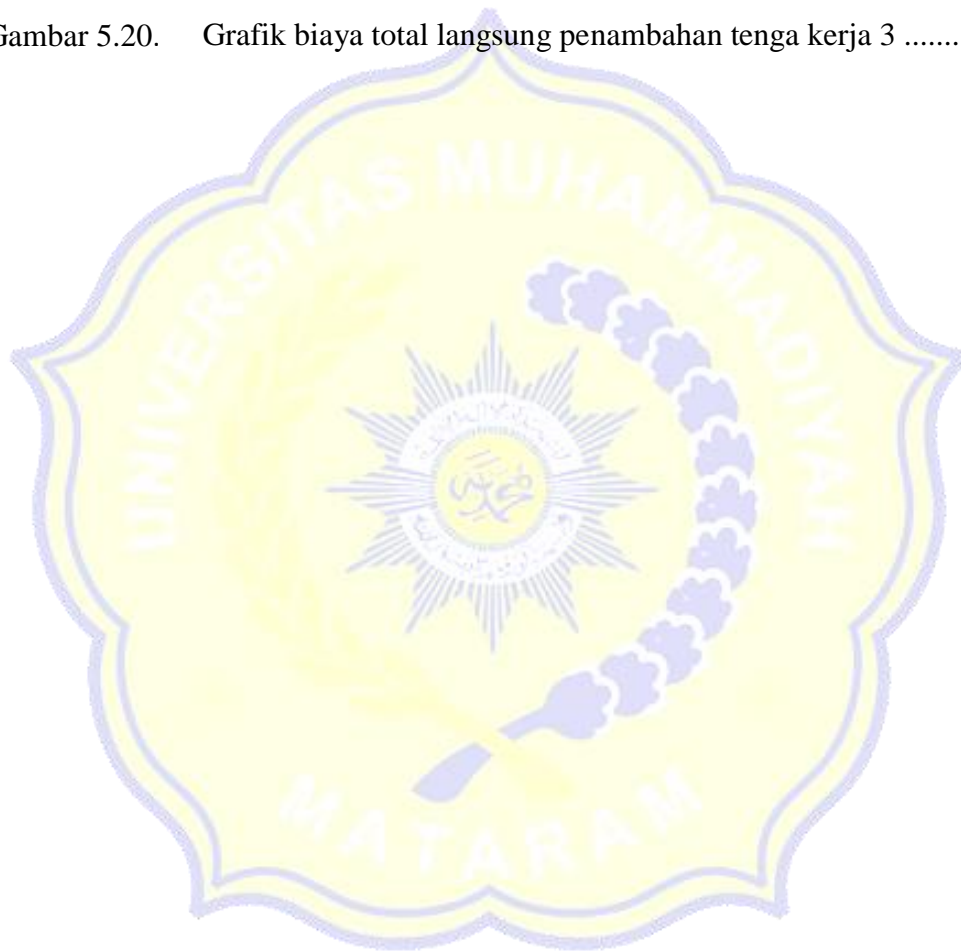 Gambar 5.20. Grafik biaya total langsung penambahan tenga kerja 3 .......
UNIVERSITAS MUHAMMADIYAH
MATARAM